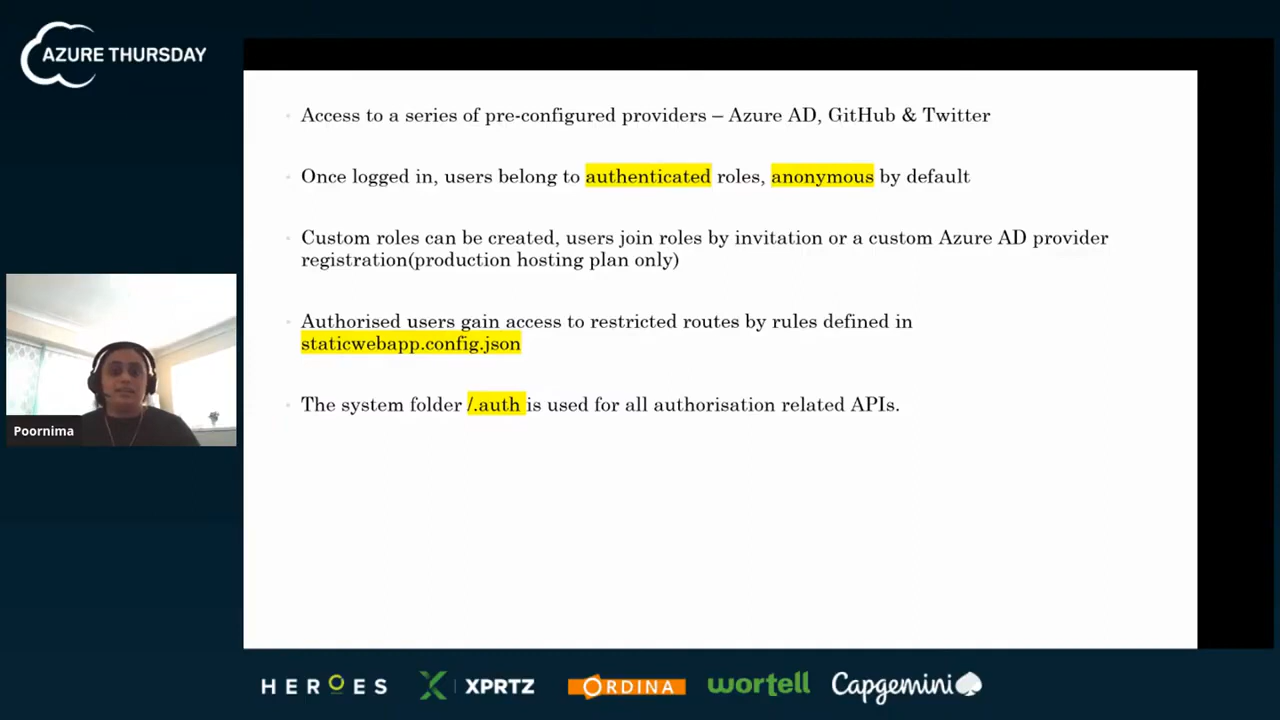 AZURE THURSDAY
Access to a series of pre-configured providers – Azure AD, GitHub & Twitter
Once logged in, users belong to authenticated roles, anonymous by default
Custom roles can be created, users join roles by invitation or a custom Azure AD provider
registration(production hosting plan only)
Authorised users gain access to restricted routes by rules defined in
staticwebapp.config.json
The system folder /.auth is used for all authorisation related APIs.
Poornima
HEROES
XPRTZ
ORDINA
wortell
Capgemini